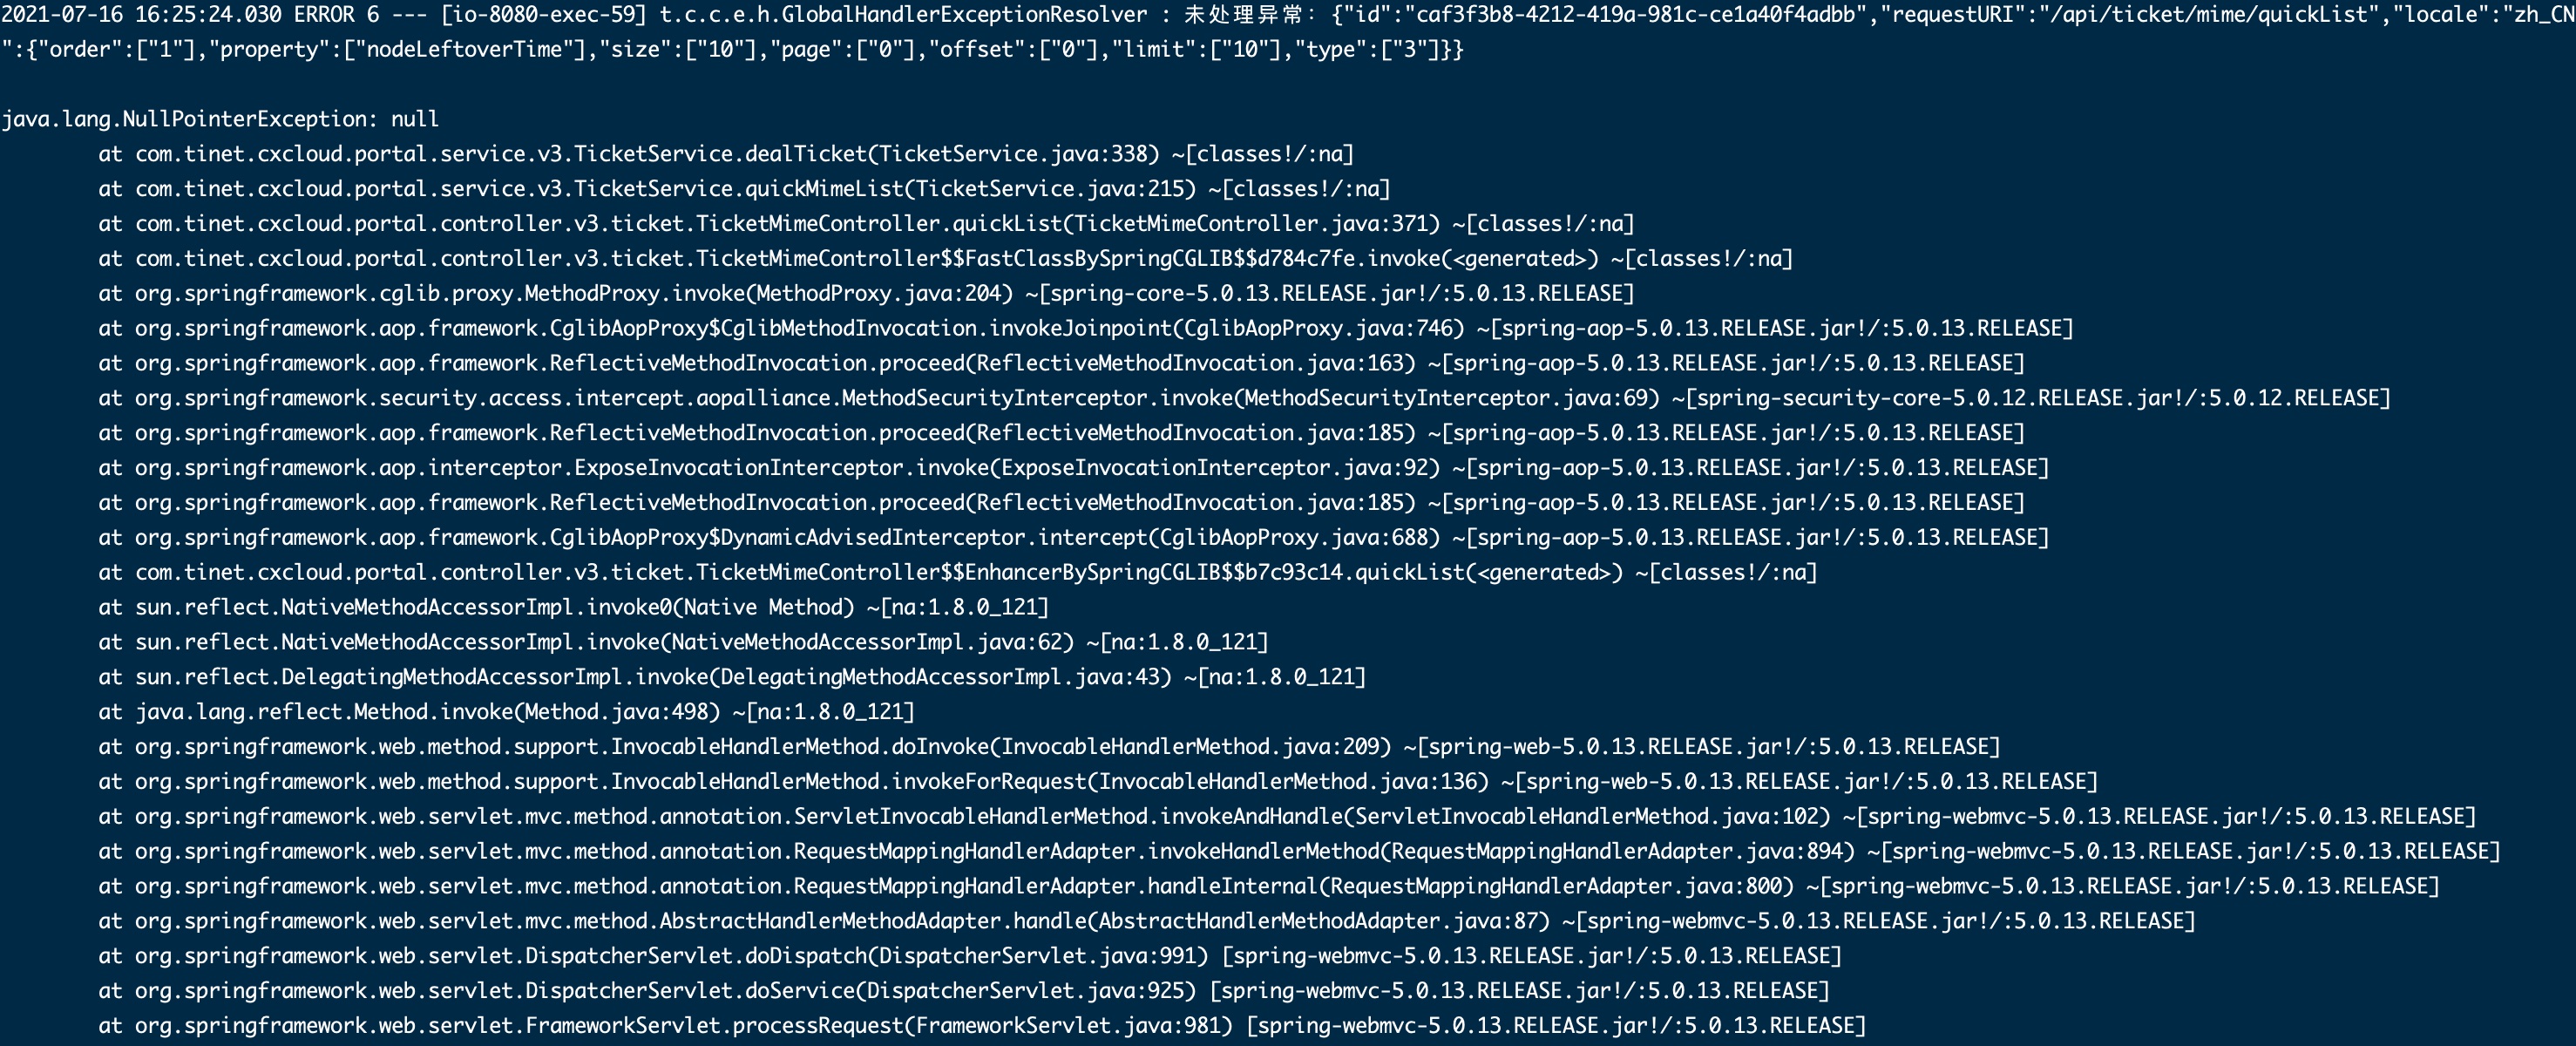 2021-07-16 16:25:24.030 ERROR 6 --- [io-8080-exec-59] t.c.c.e.h.GlobalHandlerExceptionResolver : 未处理异常: {"id":"caf3f3b8-4212-419a-981c-ce1a40f4adbb","requestURI":"/api/ticket/mime/quickList","locale":"zh_CN
":{"order":["1"],"property":["nodeLeftoverTime"],"size":["10"],"page":["0"],"offset":["0"],"limit":["10"],"type":["3"]}}
java.lang.NullPointerException: null
at com.tinet.cxcloud.portal.service.v3.TicketService.dealTicket(TicketService.java:338) ~[classes!/:na]
at com.tinet.cxcloud.portal.service.v3.TicketService.quickMimeList(TicketService.java:215) ~[classes!/:na]
at com.tinet.cxcloud.portal.controller.v3.ticket.TicketMimeController.quickList(TicketMimeController.java:371) ~[classes!/:na]
at com.tinet.cxcloud.portal.controller.v3.ticket.TicketMimeController$$FastClassBySpringCGLIB$$d784c7fe.invoke(<generated>) ~[classes!/:na]
at org.springframework.cglib.proxy.MethodProxy.invoke(MethodProxy.java:204) ~[spring-core-5.0.13.RELEASE.jar!/:5.0.13.RELEASE]
at org.springframework.aop.framework.CglibAopProxy$CglibMethodInvocation.invokeJoinpoint(CglibAopProxy.java:746) ~[spring-aop-5.0.13.RELEASE.jar!/:5.0.13.RELEASE]
at org.springframework.aop.framework.ReflectiveMethodInvocation.proceed(ReflectiveMethodInvocation.java:163) ~[spring-aop-5.0.13.RELEASE.jar!/:5.0.13.RELEASE]
at org.springframework.security.access.intercept.aopalliance.MethodSecurityInterceptor.invoke(MethodSecurityInterceptor.java:69) ~[spring-security-core-5.0.12.RELEASE.jar!/:5.0.12.RELEASE]
at org.springframework.aop.framework.ReflectiveMethodInvocation.proceed(ReflectiveMethodInvocation.java:185) ~[spring-aop-5.0.13.RELEASE.jar!/:5.0.13.RELEASE]
at org.springframework.aop.interceptor.ExposeInvocationInterceptor.invoke(ExposeInvocationInterceptor.java:92) ~[spring-aop-5.0.13.RELEASE.jar!/:5.0.13.RELEASE]
at org.springframework.aop.framework.ReflectiveMethodInvocation.proceed(ReflectiveMethodInvocation.java:185) ~[spring-aop-5.0.13.RELEASE.jar!/:5.0.13.RELEASE]
at org.springframework.aop.framework.CglibAopProxy$DynamicAdvisedInterceptor.intercept(CglibAopProxy.java:688) ~[spring-aop-5.0.13.RELEASE.jar!/:5.0.13.RELEASE]
at com.tinet.cxcloud.portal.controller.v3.ticket.TicketMimeController$$EnhancerBySpringCGLIB$$b7c93c14.quickList(<generated>) ~[classes!/:na]
at sun.reflect.NativeMethodAccessorImpl.invoke0(Native Method) ~[na:1.8.0_121]
at sun.reflect.NativeMethodAccessorImpl.invoke(NativeMethodAccessorImpl.java:62) ~[na:1.8.0_121]
at sun.reflect.DelegatingMethodAccessorImpl.invoke(DelegatingMethodAccessorImpl.java:43) ~[na:1.8.0_121]
at java.lang.reflect.Method.invoke(Method.java:498) ~[na:1.8.0_121]
at org.springframework.web.method.support.InvocableHandlerMethod.doInvoke(InvocableHandlerMethod.java:209) ~[spring-web-5.0.13.RELEASE.jar!/:5.0.13.RELEASE]
at org.springframework.web.method.support.InvocableHandlerMethod.invokeForRequest(InvocableHandlerMethod.java:136) ~[spring-web-5.0.13.RELEASE.jar!/:5.0.13.RELEASE]
at org.springframework.web.servlet.mvc.method.annotation.ServletInvocableHandlerMethod.invokeAndHandle(ServletInvocableHandlerMethod.java:102) ~[spring-webmvc-5.0.13.RELEASE.jar!/:5.0.13.RELEASE]
at org.springframework.web.servlet.mvc.method.annotation.RequestMappingHandlerAdapter.invokeHandlerMethod(RequestMappingHandlerAdapter.java:894) ~[spring-webmvc-5.0.13.RELEASE.jar!/:5.0.13.RELEASE]
at org.springframework.web.servlet.mvc.method.annotation.RequestMappingHandlerAdapter.handleInternal(RequestMappingHandlerAdapter.java:800) ~[spring-webmvc-5.0.13.RELEASE.jar!/:5.0.13.RELEASE]
at org.springframework.web.servlet.mvc.method.AbstractHandlerMethodAdapter.handle(AbstractHandlerMethodAdapter.java:87) ~[spring-webmvc-5.0.13.RELEASE.jar!/:5.0.13.RELEASE]
at org.springframework.web.servlet.DispatcherServlet.doDispatch(DispatcherServlet.java:991) [spring-webmvc-5.0.13.RELEASE.jar!/:5.0.13.RELEASE]
at org.springframework.web.servlet.DispatcherServlet.doService(DispatcherServlet.java:925) [spring-webmvc-5.0.13.RELEASE.jar!/:5.0.13.RELEASE]
at org.springframework.web.servlet.FrameworkServlet.processRequest(FrameworkServlet.java:981) [spring-webmvc-5.0.13.RELEASE.jar!/:5.0.13.RELEASE]